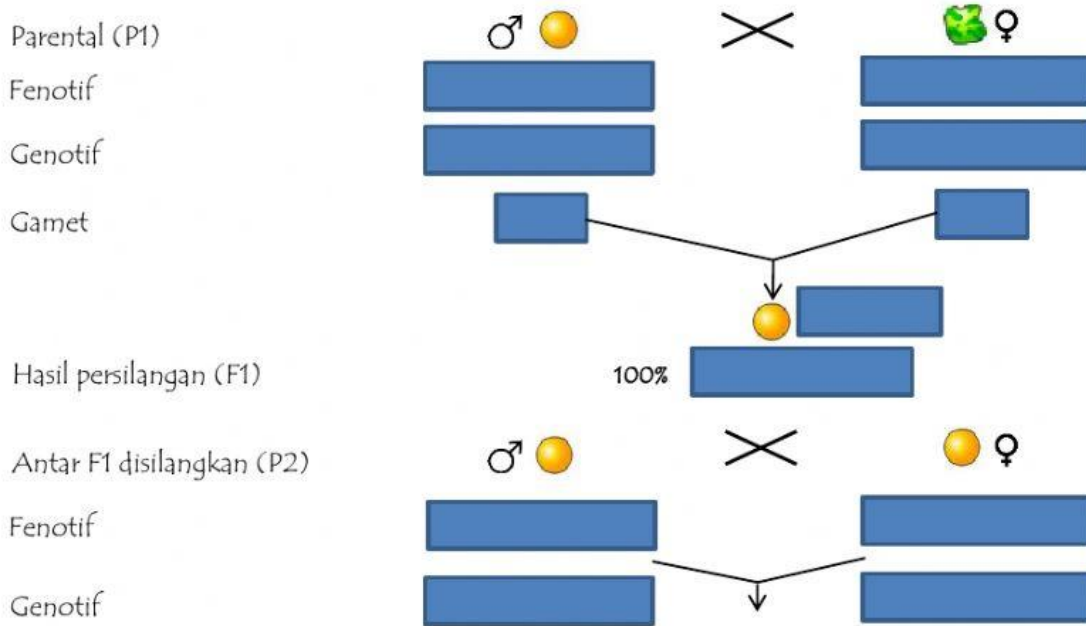 Parental (P1) ♂ ♀
Fenotif
Genotif
Gamet
Hasil persilangan (F1) 100%
Antar F1 disilangkan (P2) ♂ ♀
Fenotif
Genotif